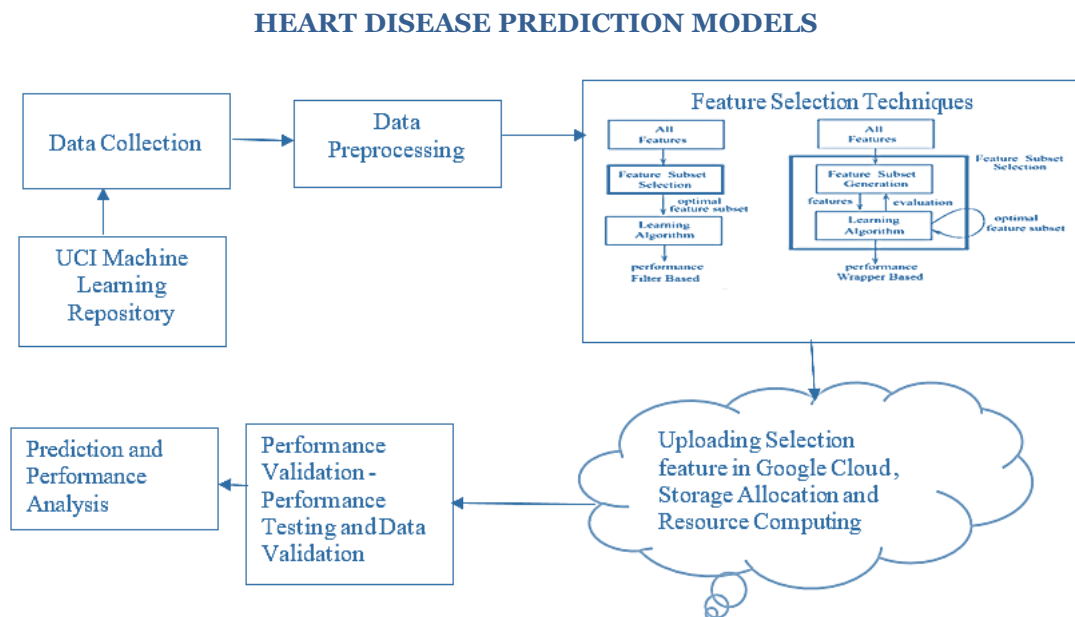 HEART DISEASE PREDICTION MODELS
Data Collection
Data
Preprocessing
UCI Machine
Learning
Repository
Feature Selection Techniques
All
Features
Feature Subset
Selection
optimal
feature subset
Learning
Algorithm
performance
Filter Based
All
Features
Feature Subset
Selection
Feature Subset
Generation
features
evaluation
Learning
Algorithm
optimal
feature subset
performance
Wrapper Based
Uploading Selection
feature in Google Cloud,
Storage Allocation and
Resource Computing
Performance
Validation -
Performance
Testing and Data
Validation
Prediction and
Performance
Analysis